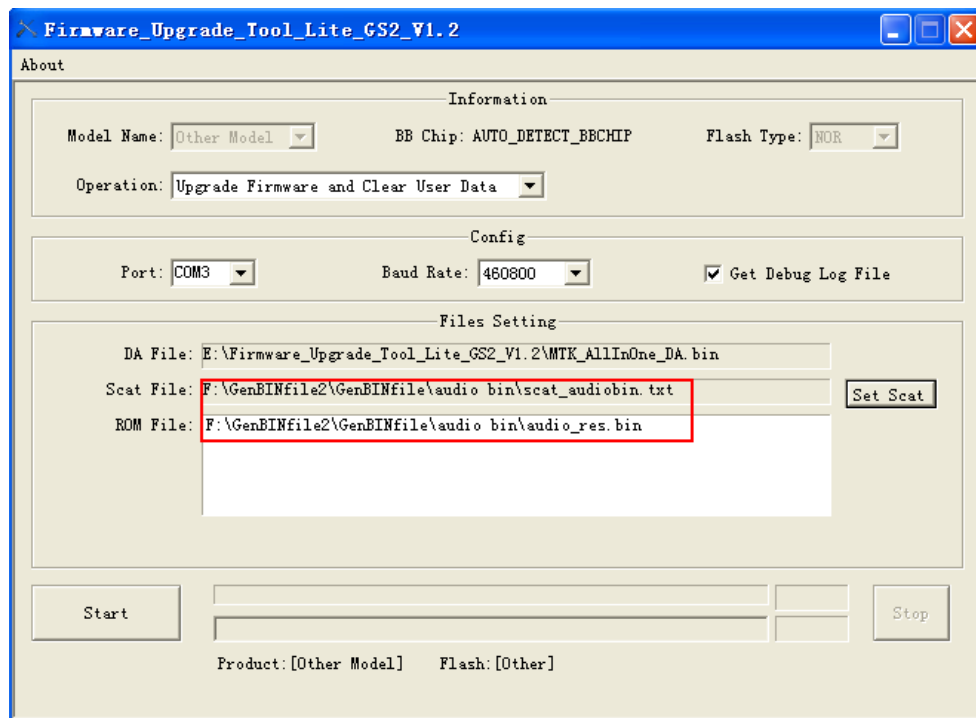 Firmware_Upgrade_Tool_Lite_GS2_V1.2
About
Information
Model Name: Other Model BB Chip: AUTO_DETECT_BBCHIP Flash Type: NOR
Operation: Upgrade Firmware and Clear User Data
Config
Port: COM3 Baud Rate: 460800 Get Debug Log File
Files Setting
DA File: E:\Firmware_Upgrade_Tool_Lite_GS2_V1.2\MTK_AllInOne_DA.bin
Scat File: F:\GenBINfile2\GenBINfile\audio bin\scat_audiobin.txt Set Scat
ROM File: F:\GenBINfile2\GenBINfile\audio bin\audio_res.bin
Start Stop
Product:[Other Model] Flash:[Other]